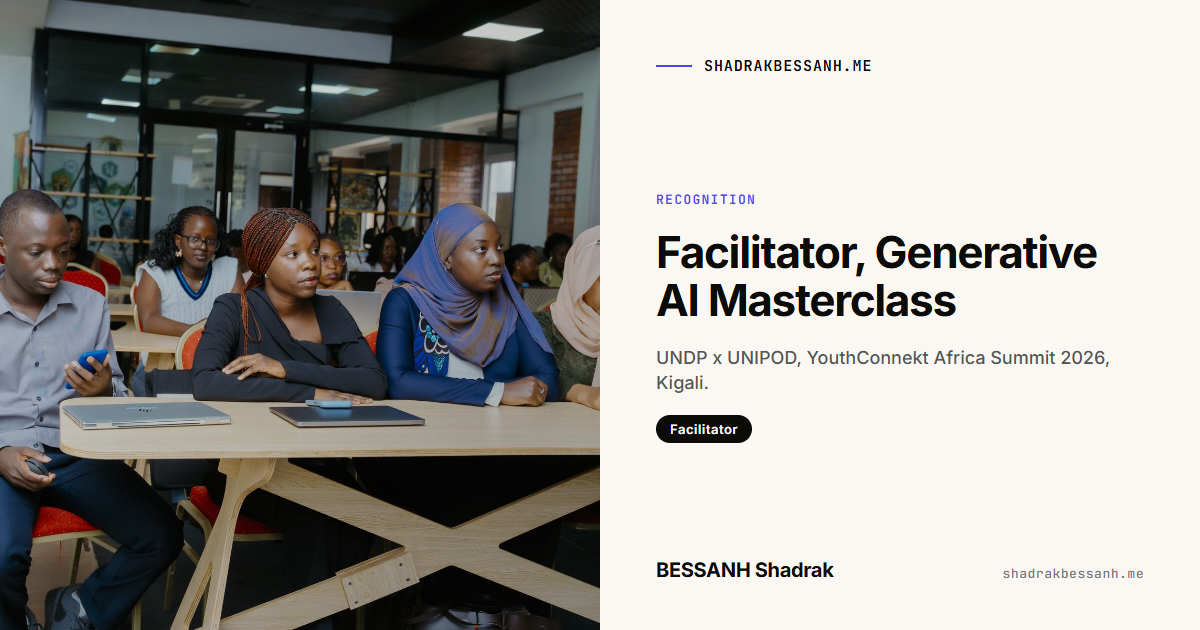 SHADRAKBESSANH.ME
RECOGNITION
Facilitator, Generative
AI Masterclass
UNDP x UNIPOD, YouthConnekt Africa Summit 2026,
Kigali.
Facilitator
BESSANH Shadrak
shadrakbessanh.me